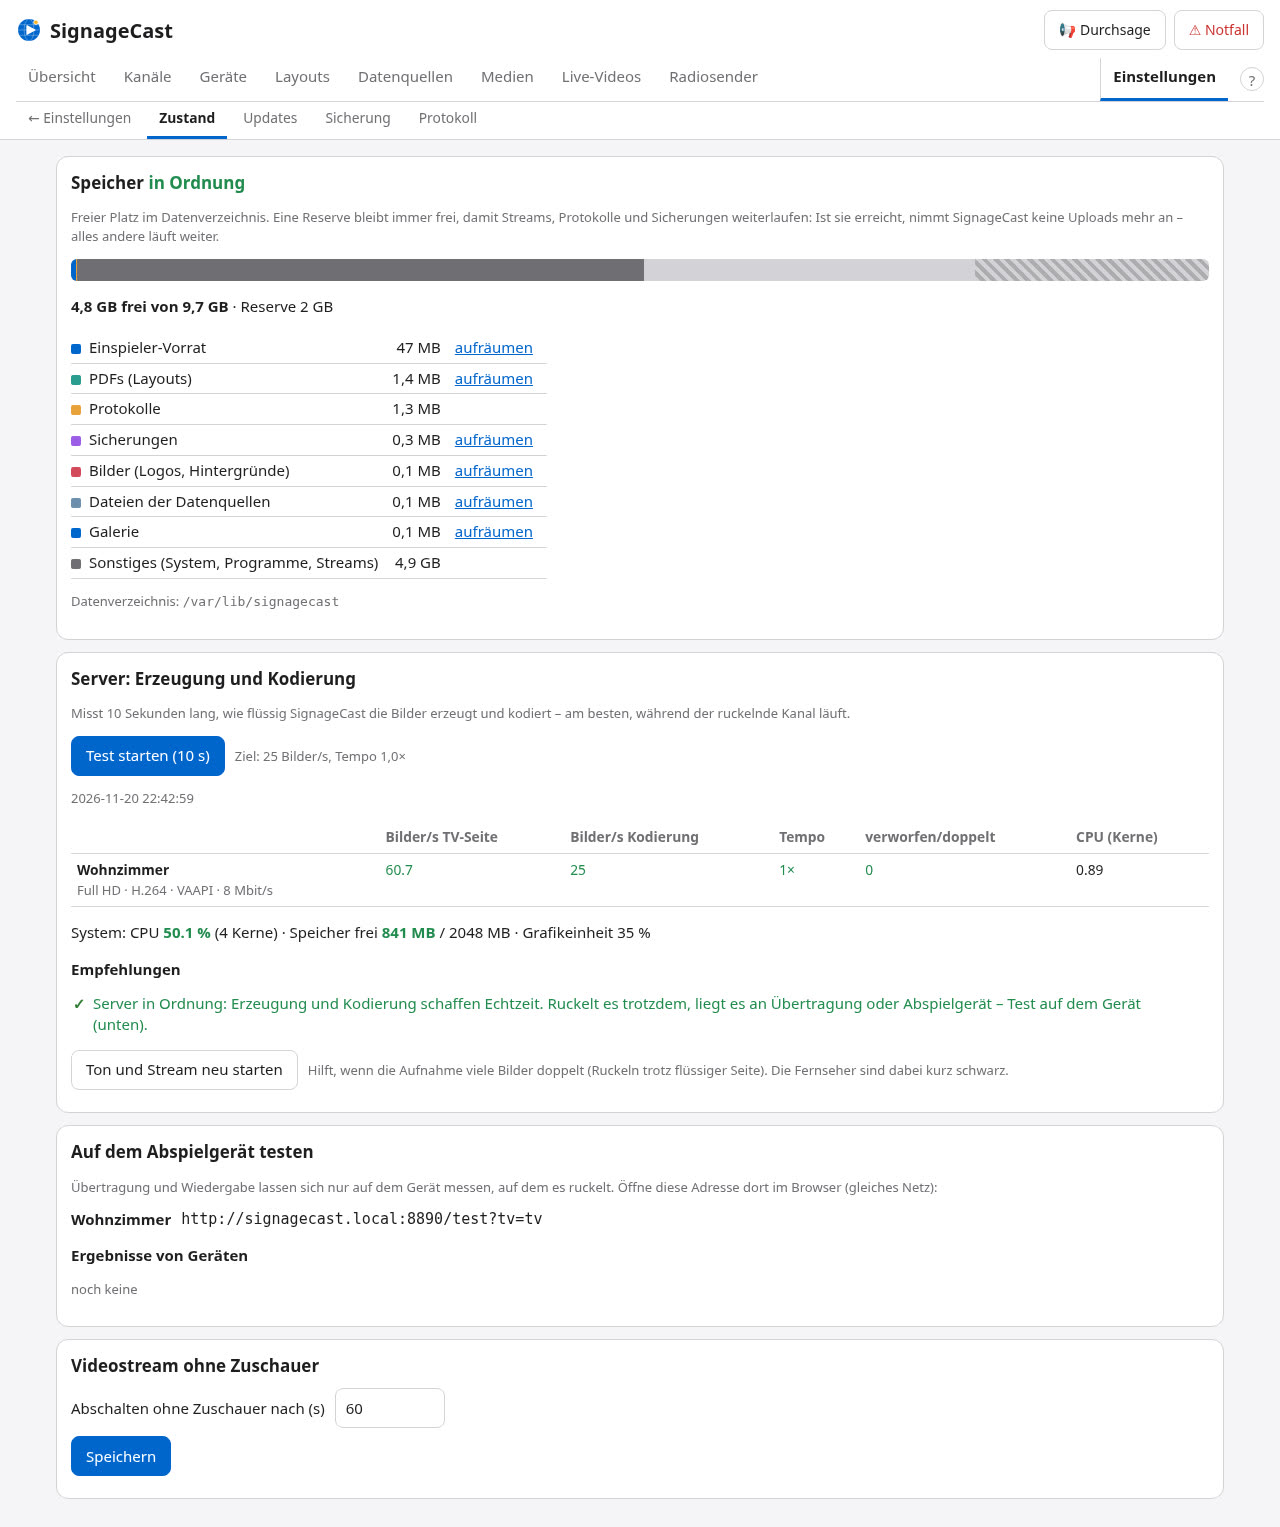 SignageCast
📢 Durchsage
⚠ Notfall
Übersicht Kanäle Geräte Layouts Datenquellen Medien Live-Videos Radiosender Einstellungen ?
← Einstellungen Zustand Updates Sicherung Protokoll
Speicher in Ordnung
Freier Platz im Datenverzeichnis. Eine Reserve bleibt immer frei, damit Streams, Protokolle und Sicherungen weiterlaufen: Ist sie erreicht, nimmt SignageCast keine Uploads mehr an –
alles andere läuft weiter.
4,8 GB frei von 9,7 GB · Reserve 2 GB
Einspieler-Vorrat 47 MB aufräumen
PDFs (Layouts) 1,4 MB aufräumen
Protokolle 1,3 MB
Sicherungen 0,3 MB aufräumen
Bilder (Logos, Hintergründe) 0,1 MB aufräumen
Dateien der Datenquellen 0,1 MB aufräumen
Galerie 0,1 MB aufräumen
Sonstiges (System, Programme, Streams) 4,9 GB
Datenverzeichnis: /var/lib/signagecast
Server: Erzeugung und Kodierung
Misst 10 Sekunden lang, wie flüssig SignageCast die Bilder erzeugt und kodiert – am besten, während der ruckelnde Kanal läuft.
Test starten (10 s) Ziel: 25 Bilder/s, Tempo 1,0×
2026-11-20 22:42:59
Bilder/s TV-Seite Bilder/s Kodierung Tempo verworfen/doppelt CPU (Kerne)
Wohnzimmer 60.7 25 1× 0 0.89
Full HD · H.264 · VAAPI · 8 Mbit/s
System: CPU 50.1 % (4 Kerne) · Speicher frei 841 MB / 2048 MB · Grafikeinheit 35 %
Empfehlungen
✓ Server in Ordnung: Erzeugung und Kodierung schaffen Echtzeit. Ruckelt es trotzdem, liegt es an Übertragung oder Abspielgerät – Test auf dem Gerät
(unten).
Ton und Stream neu starten Hilft, wenn die Aufnahme viele Bilder doppelt (Ruckeln trotz flüssiger Seite). Die Fernseher sind dabei kurz schwarz.
Auf dem Abspielgerät testen
Übertragung und Wiedergabe lassen sich nur auf dem Gerät messen, auf dem es ruckelt. Öffne diese Adresse dort im Browser (gleiches Netz):
Wohnzimmer http://signagecast.local:8890/test?tv=tv
Ergebnisse von Geräten
noch keine
Videostream ohne Zuschauer
Abschalten ohne Zuschauer nach (s) 60
Speichern